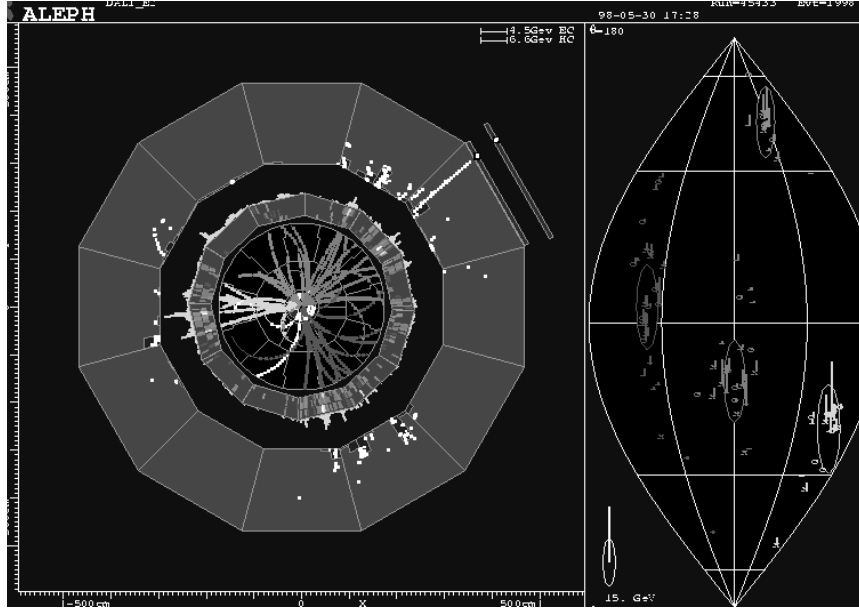 ALEPH DALI_E
Run=45433 Evt=1998
98-05-30 17:28
4.5Gev EC
6.6Gev HC
θ=180
15. GeV
-500cm 0 X 500cm